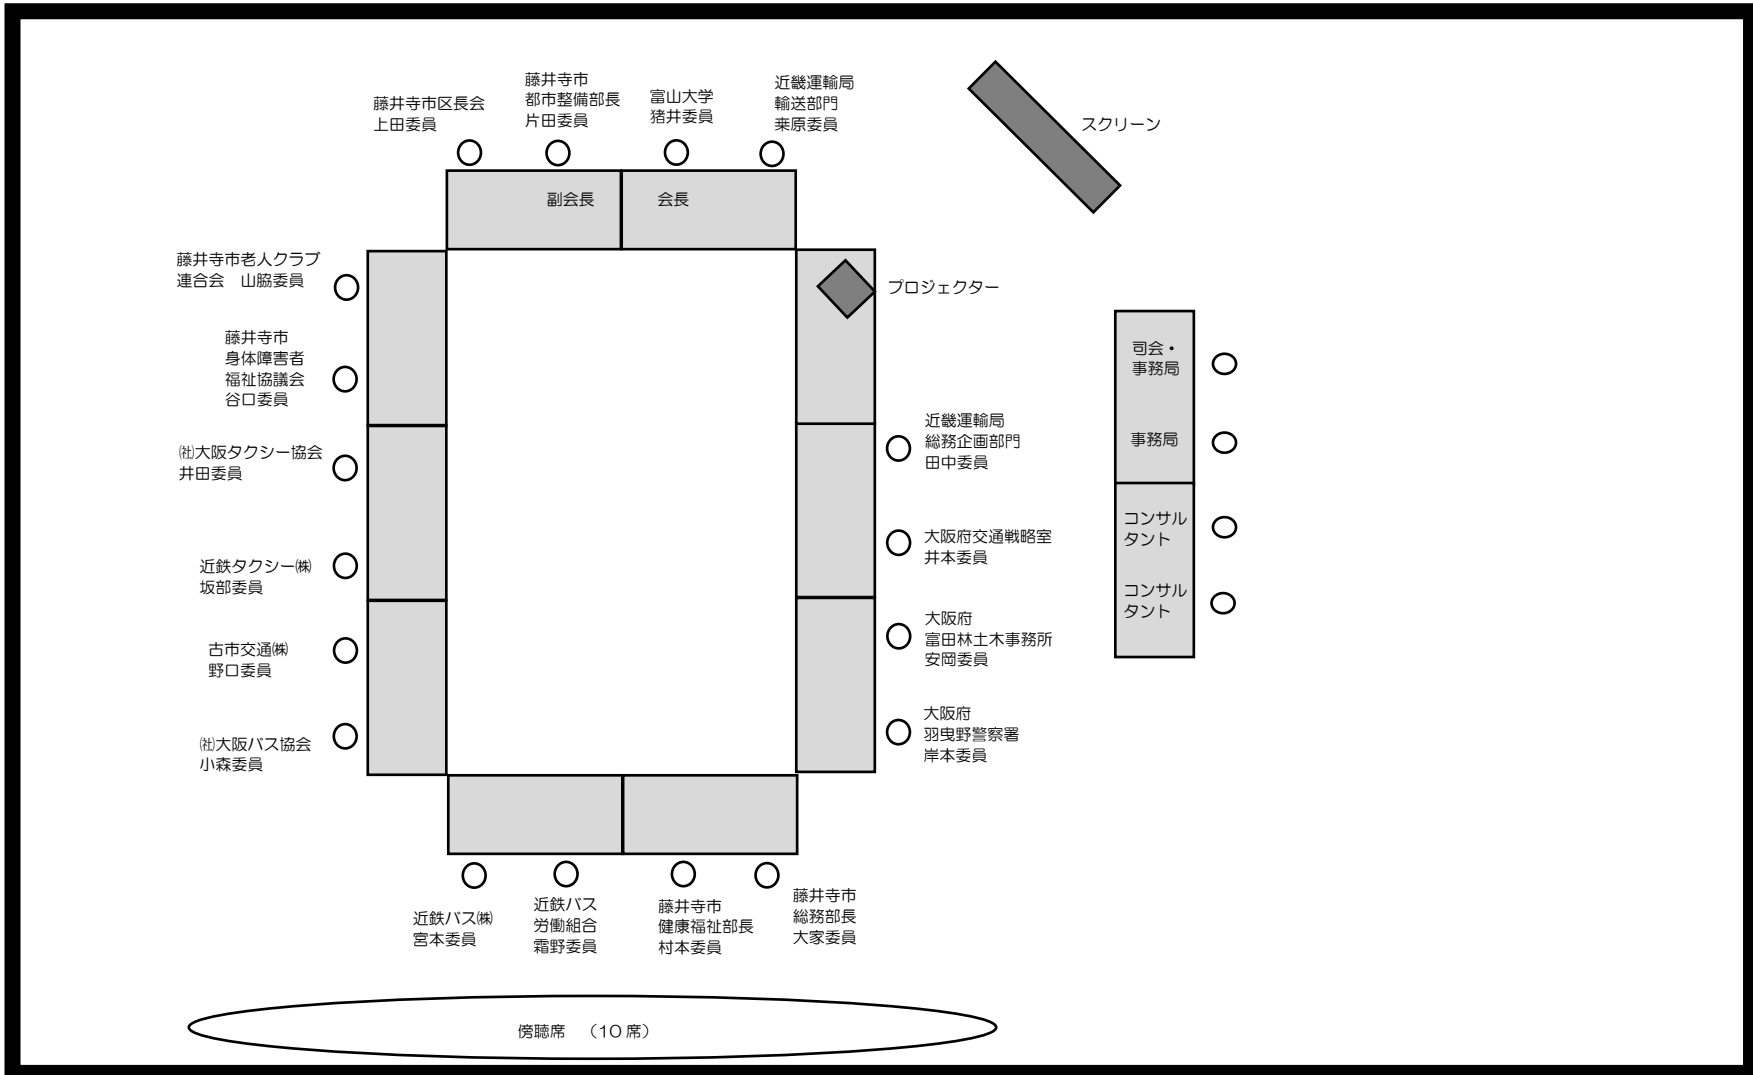 藤井寺市区長会
上田委員
藤井寺市
都市整備部長
片田委員
富山大学
猪井委員
近畿運輸局
輸送部門
桒原委員
スクリーン
副会長
会長
藤井寺市老人クラブ
連合会　山脇委員
プロジェクター
藤井寺市
身体障害者
福祉協議会
谷口委員
司会・
事務局
事務局
近畿運輸局
総務企画部門
田中委員
㈳大阪タクシー協会
井田委員
コンサル
タント
大阪府交通戦略室
井本委員
近鉄タクシー㈱
坂部委員
コンサル
タント
大阪府
富田林土木事務所
安岡委員
古市交通㈱
野口委員
大阪府
羽曳野警察署
岸本委員
㈳大阪バス協会
小森委員
近鉄バス㈱
宮本委員
近鉄バス
労働組合
霜野委員
藤井寺市
健康福祉部長
村本委員
藤井寺市
総務部長
大家委員
傍聴席　（10席）